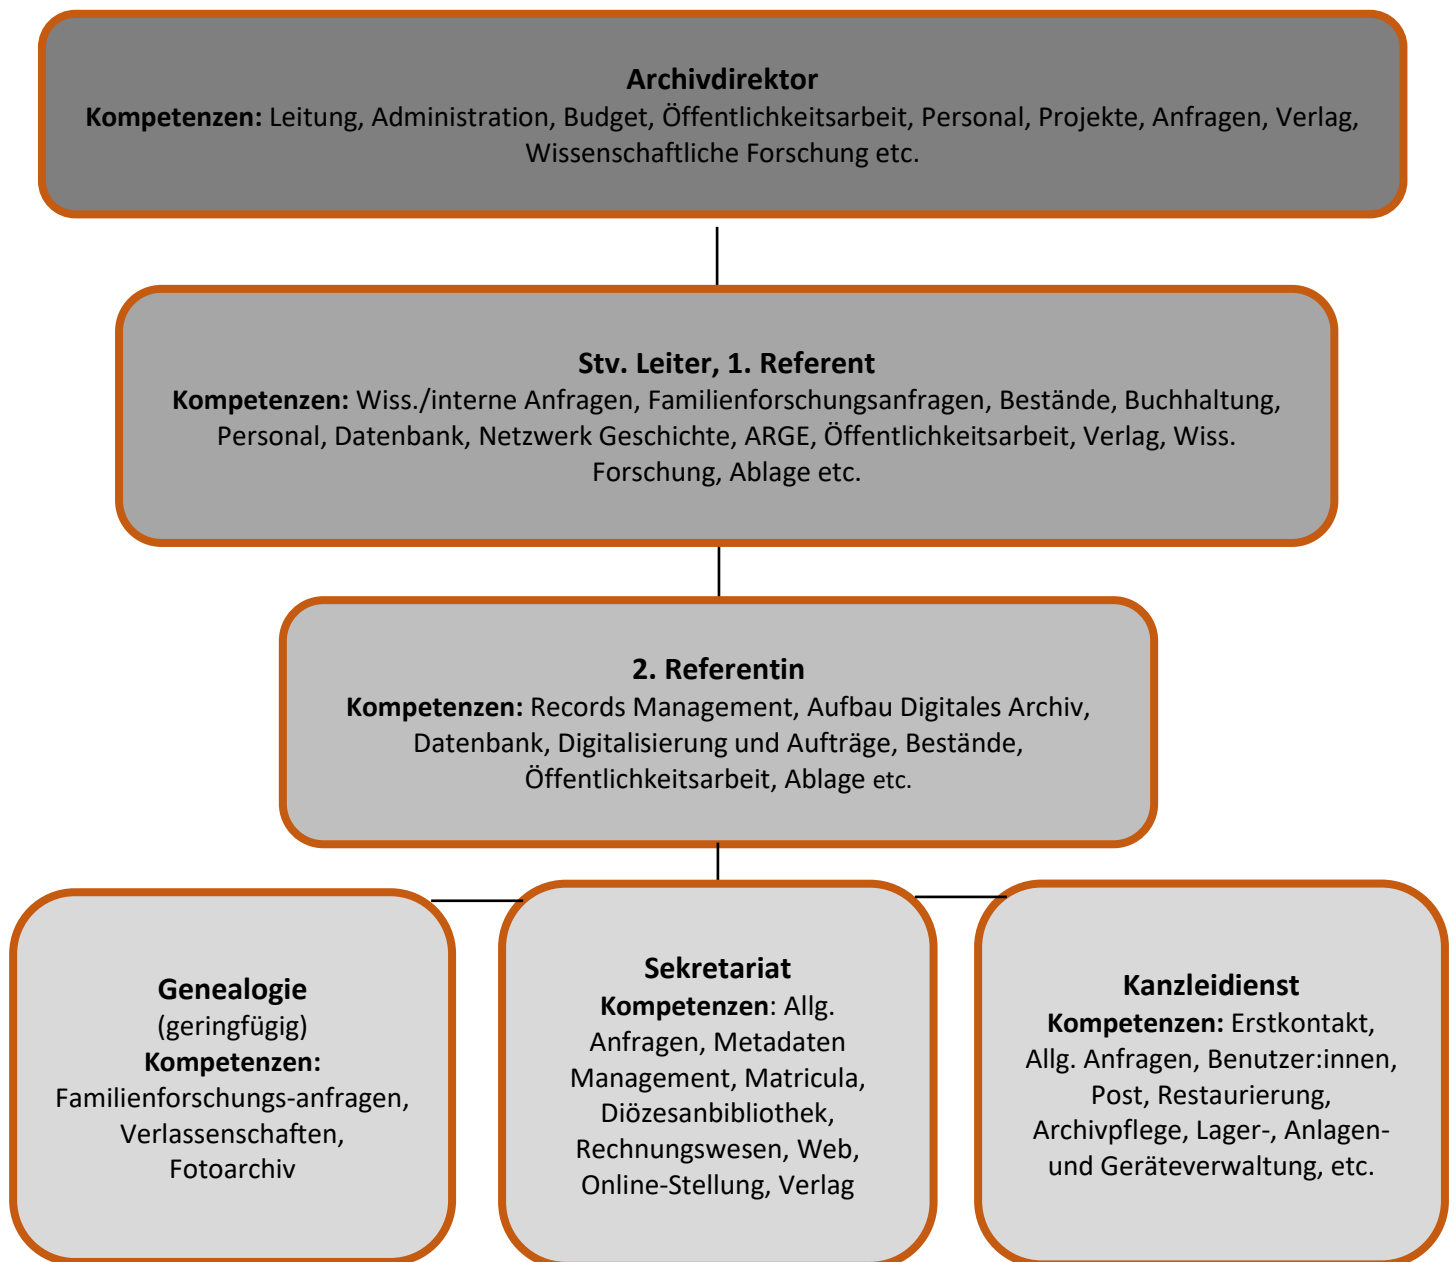 Archivdirektor
Kompetenzen: Leitung, Administration, Budget, Öffentlichkeitsarbeit, Personal, Projekte, Anfragen, Verlag,
Wissenschaftliche Forschung etc.
Stv. Leiter, 1. Referent
Kompetenzen: Wiss./interne Anfragen, Familienforschungsanfragen, Bestände, Buchhaltung,
Personal, Datenbank, Netzwerk Geschichte, ARGE, Öffentlichkeitsarbeit, Verlag, Wiss.
Forschung, Ablage etc.
2. Referentin
Kompetenzen: Records Management, Aufbau Digitales Archiv,
Datenbank, Digitalisierung und Aufträge, Bestände,
Öffentlichkeitsarbeit, Ablage etc.
Genealogie
(geringfügig)
Kompetenzen:
Familienforschungs-anfragen,
Verlassenschaften,
Fotoarchiv
Sekretariat
Kompetenzen: Allg.
Anfragen, Metadaten
Management, Matricula,
Diözesanbibliothek,
Rechnungswesen, Web,
Online-Stellung, Verlag
Kanzleidienst
Kompetenzen: Erstkontakt,
Allg. Anfragen, Benutzer:innen,
Post, Restaurierung,
Archivpflege, Lager-, Anlagen-
und Geräteverwaltung, etc.